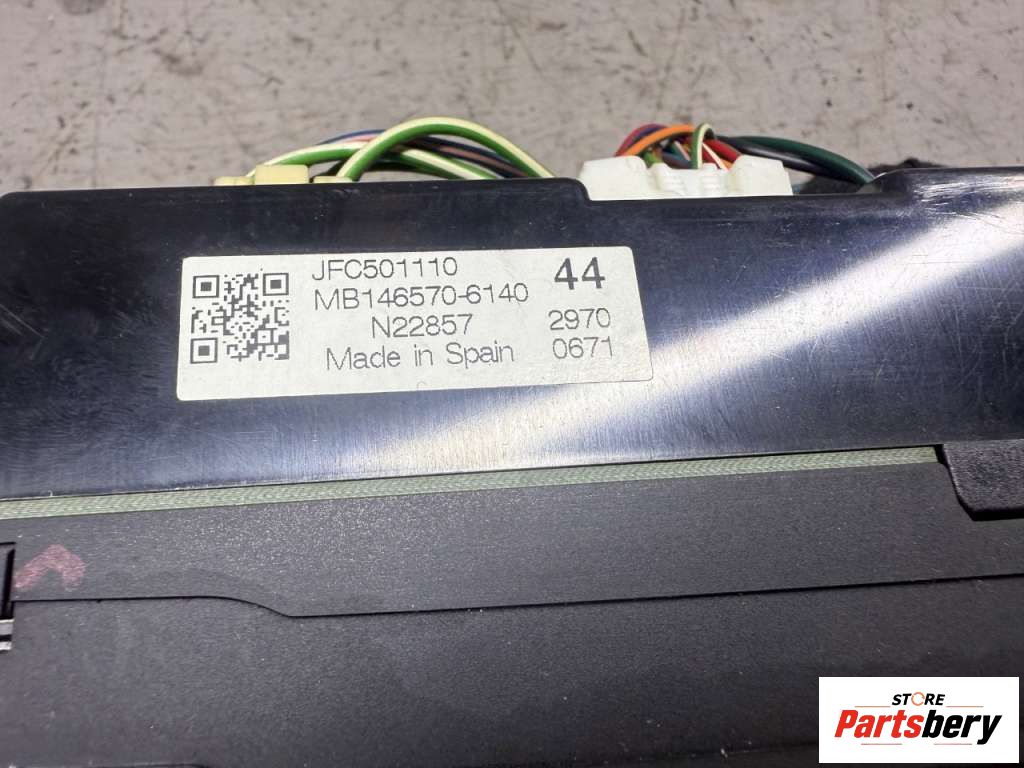 JFC501110 44
MB146570-6140
N22857 2970
Made in Spain 0671
STORE
Partsbery